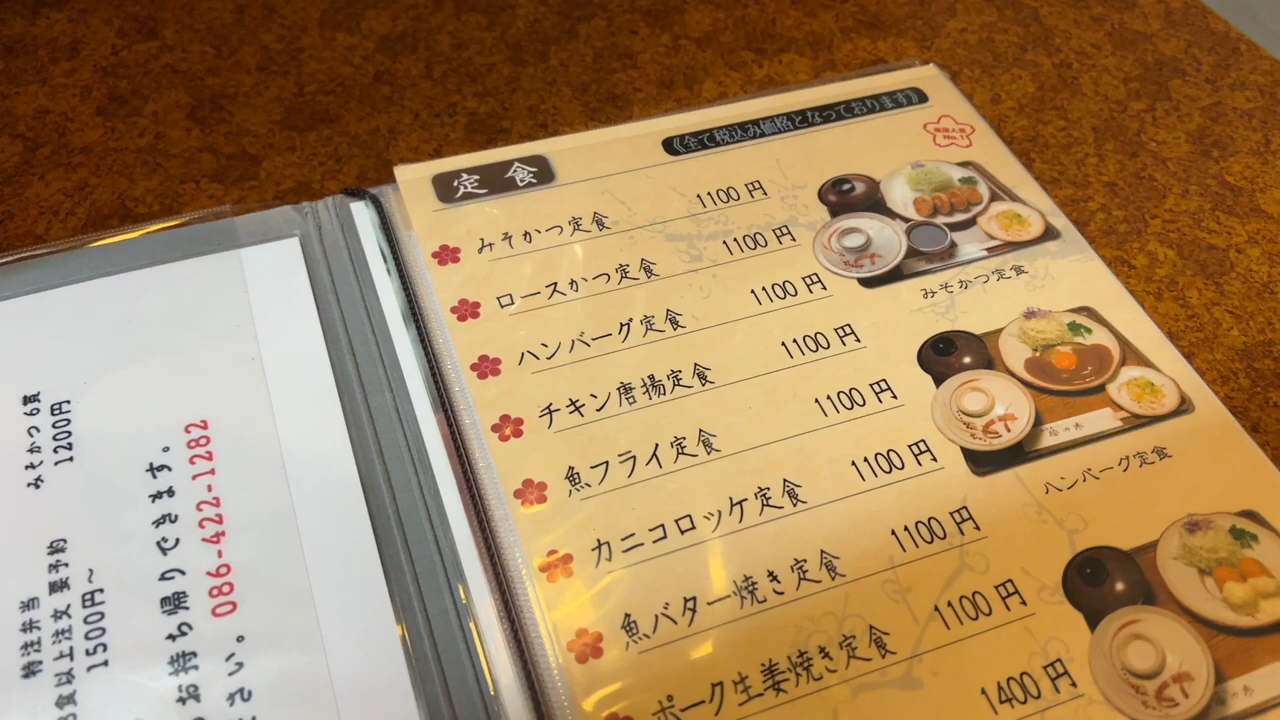 みそかつ 6貫
1200円
特注弁当
食以上注文 要予約
1500円～
お持ち帰りできます。
さい。086-422-1282
定食
《全て税込み価格となっております》
No.1
みそかつ定食 1100円
ロースかつ定食 1100円
ハンバーグ定食 1100円
チキン唐揚定食 1100円
魚フライ定食 1100円
カニコロッケ定食 1100円
魚バター焼き定食 1100円
ポーク生姜焼き定食 1100円
1400円
みそかつ定食
ハンバーグ定食